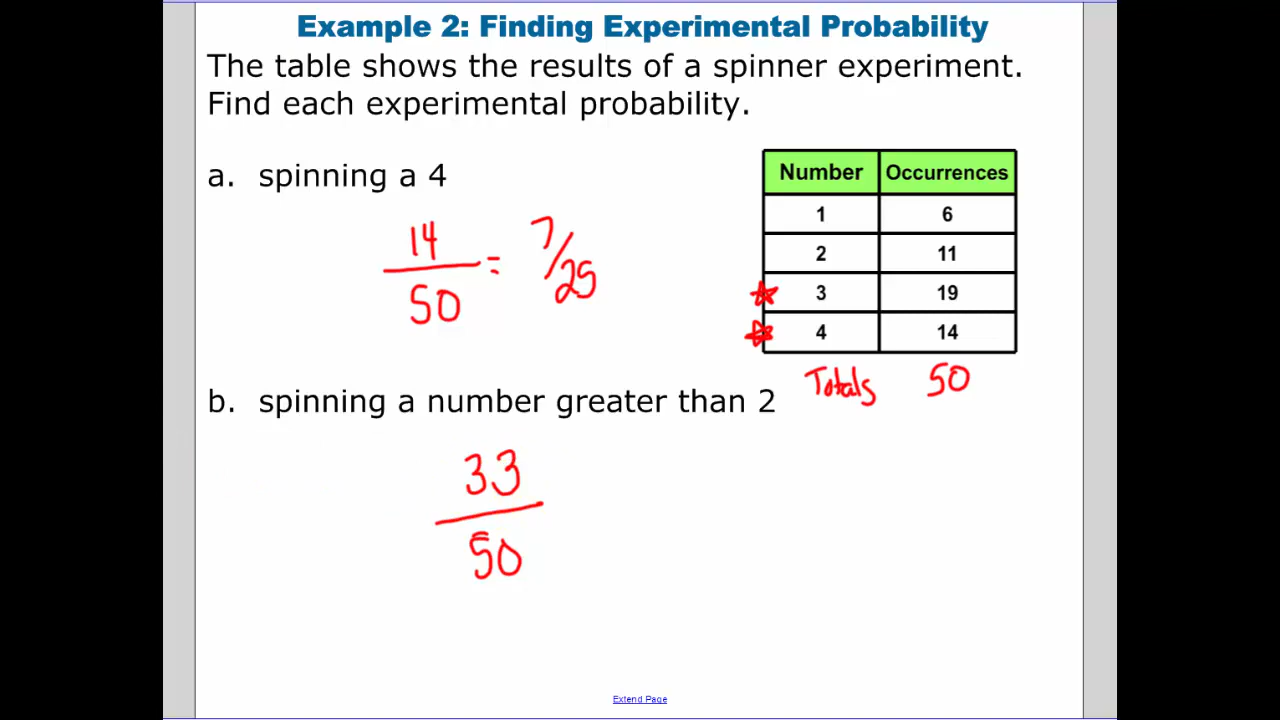 Example 2: Finding Experimental Probability
The table shows the results of a spinner experiment.
Find each experimental probability.
a. spinning a 4
14
50
= 7/25
Number Occurrences
1 6
2 11
3 19
4 14
Totals 50
b. spinning a number greater than 2
33
50
Extend Page